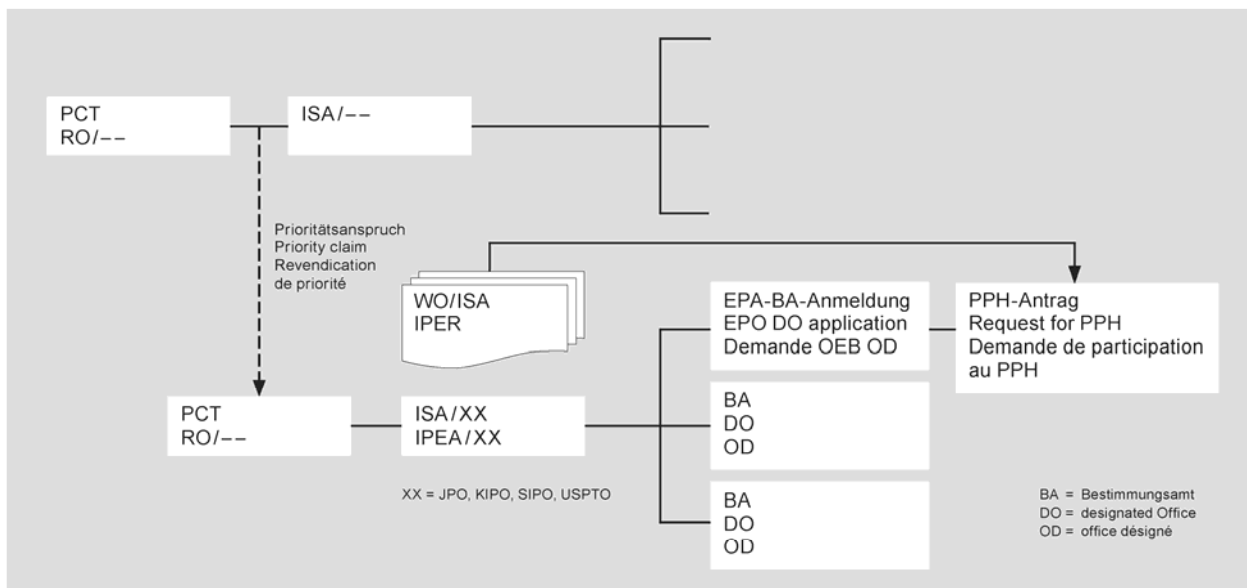 PCT
RO/--
ISA/--
Prioritätsanspruch
Priority claim
Revendication
de priorité
WO/ISA
IPER
EPA-BA-Anmeldung
EPO DO application
Demande OEB OD
PPH-Antrag
Request for PPH
Demande de participation
au PPH
PCT
RO/--
ISA/XX
IPEA/XX
BA
DO
OD
XX = JPO, KIPO, SIPO, USPTO
BA
DO
OD
BA = Bestimmungsamt
DO = designated Office
OD = office désigné